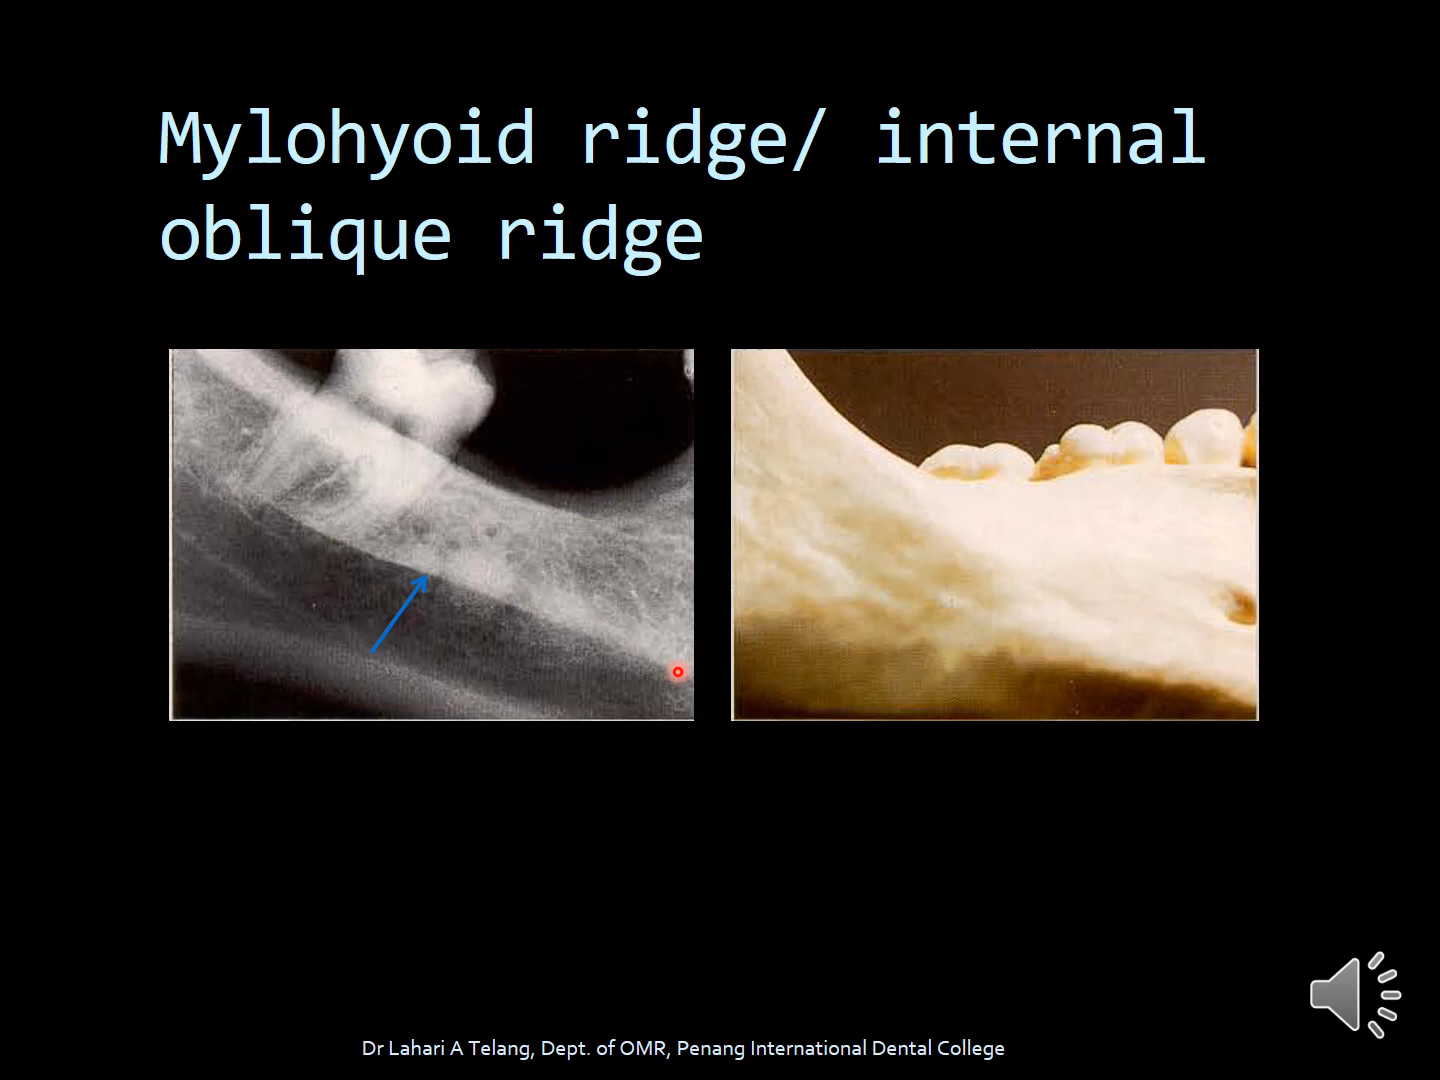 Mylohyoid ridge/ internal
oblique ridge
Dr Lahari A Telang, Dept. of OMR, Penang International Dental College